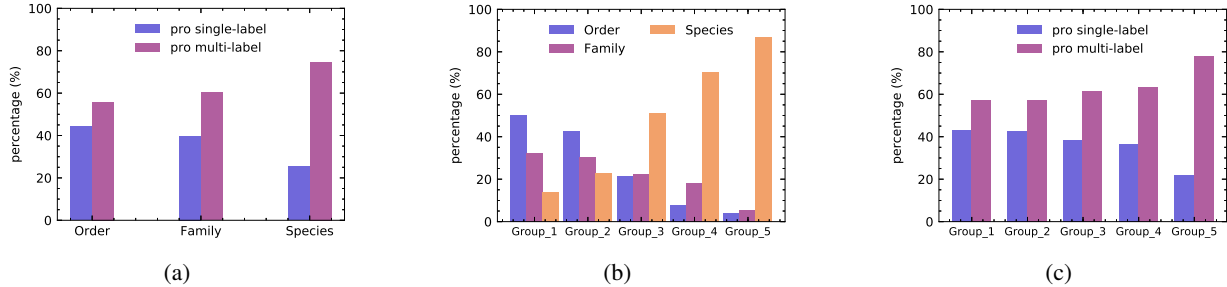 100
80
60
40
20
0
percentage (%)
pro single-label
pro multi-label
Order Family Species
(a)
100
80
60
40
20
0
percentage (%)
Order Species
Family
Group_1 Group_2 Group_3 Group_4 Group_5
(b)
100
80
60
40
20
0
percentage (%)
pro single-label
pro multi-label
Group_1 Group_2 Group_3 Group_4 Group_5
(c)